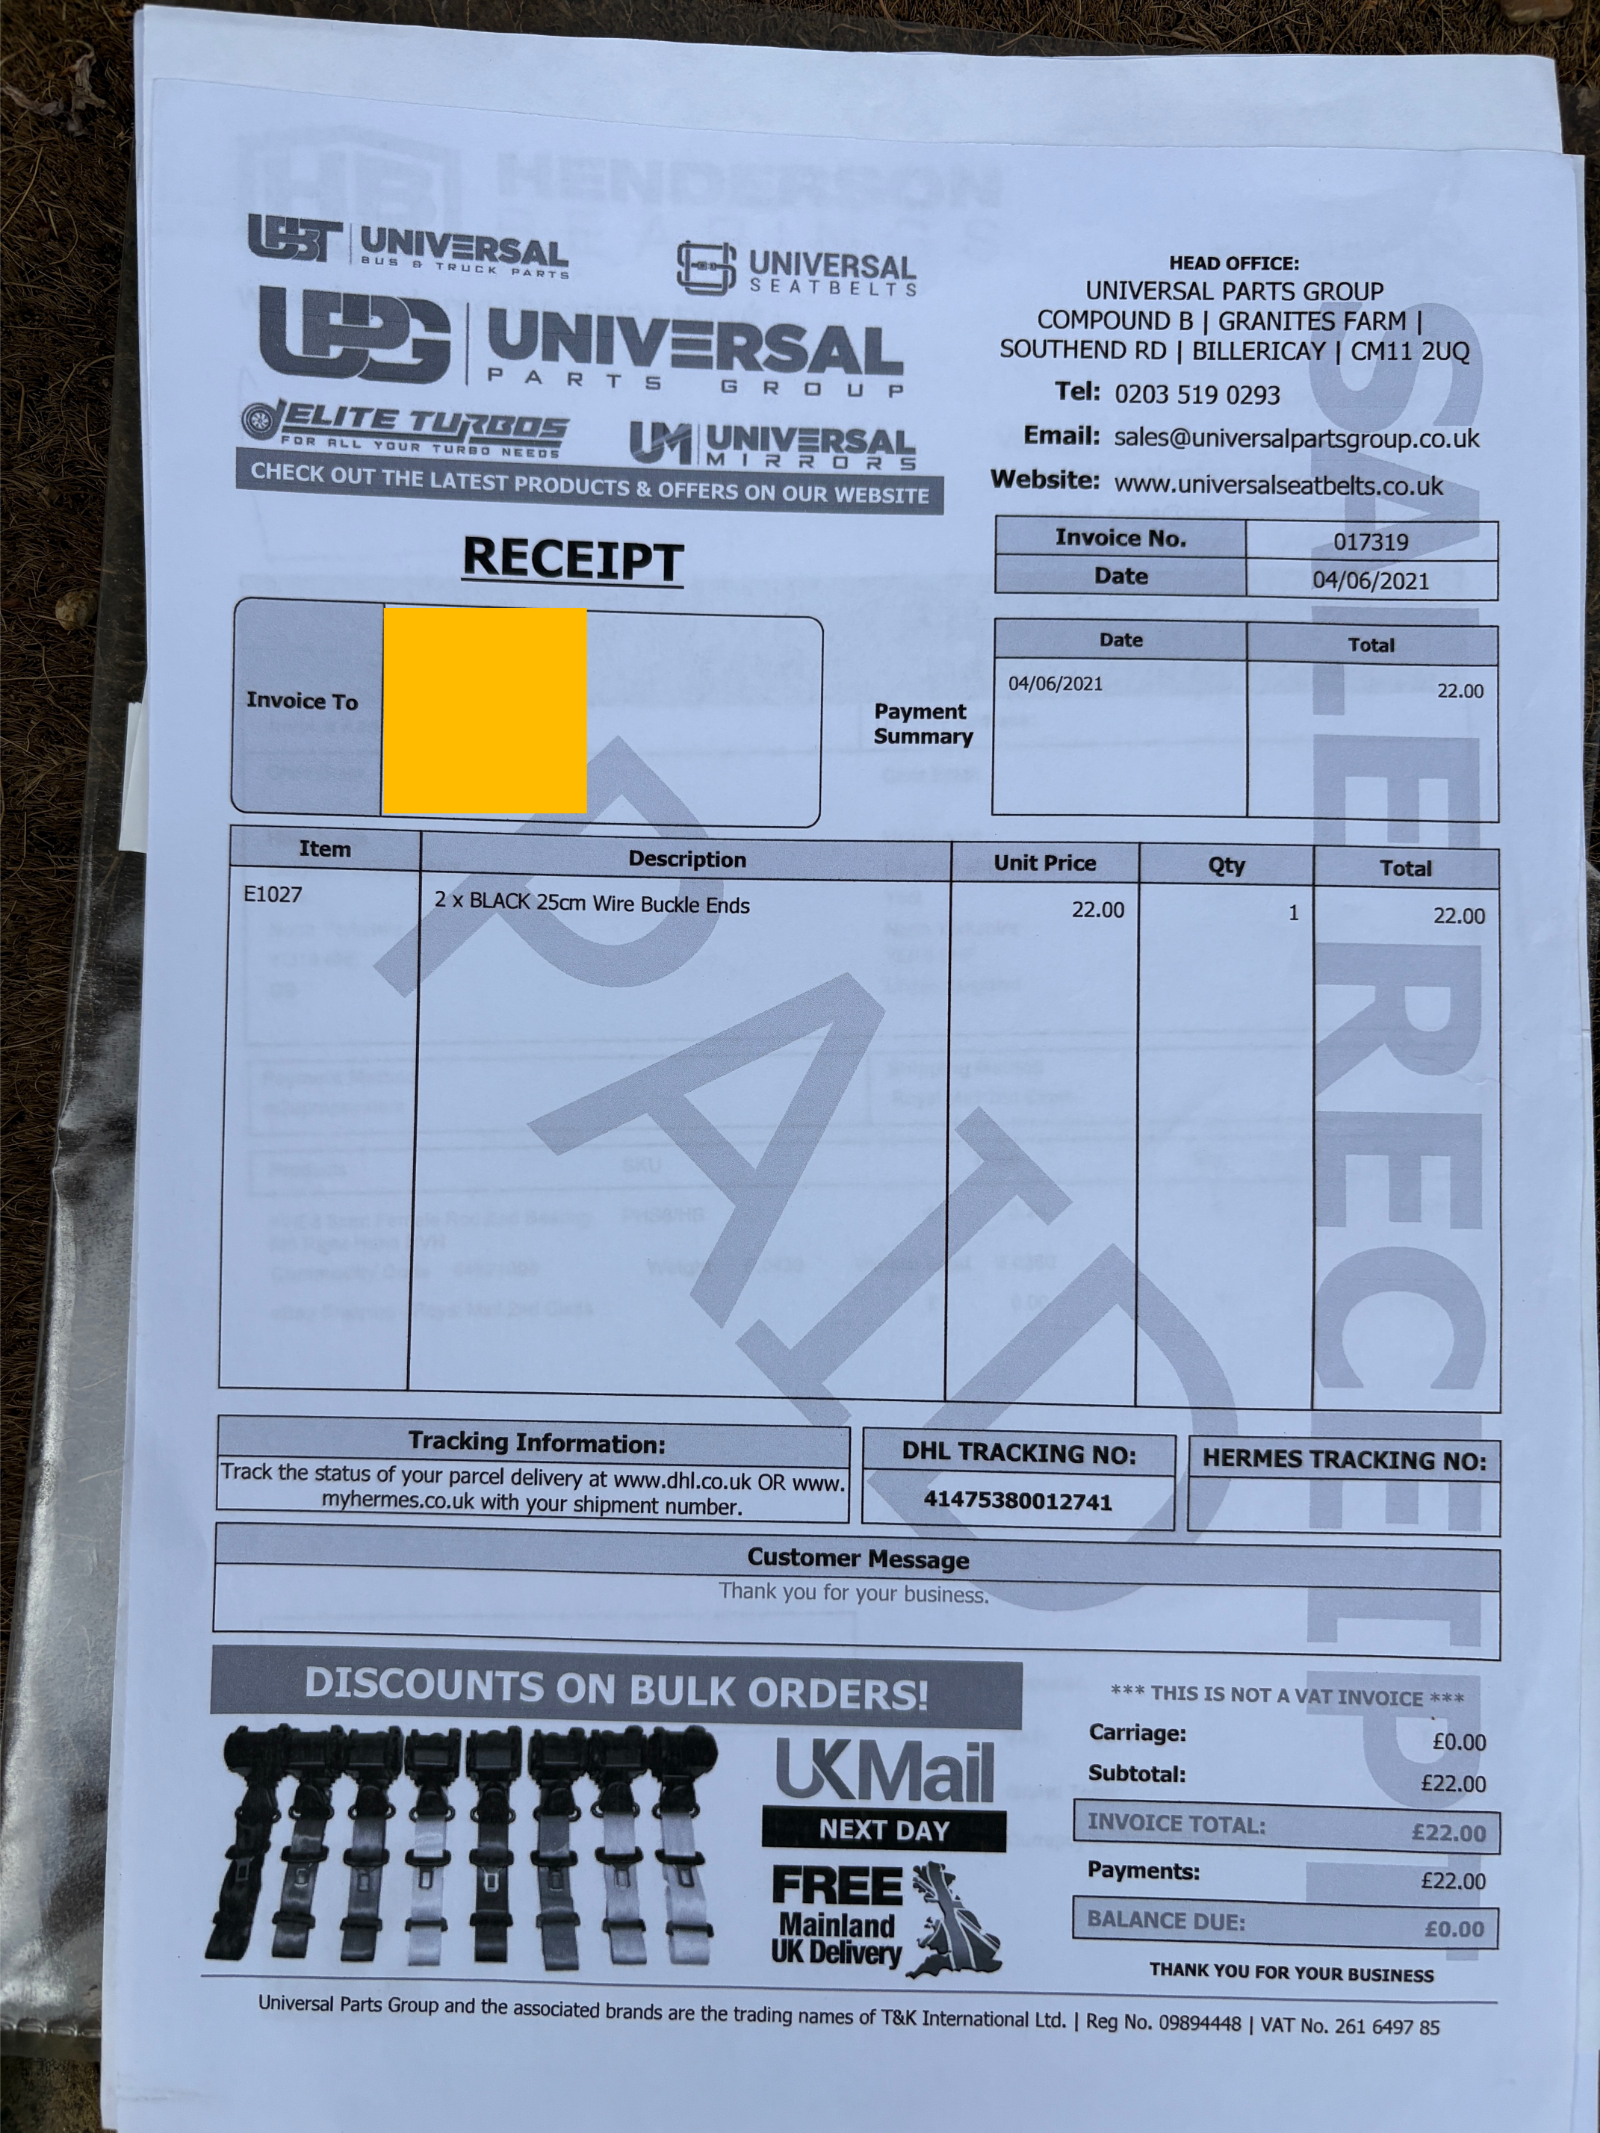 UBT UNIVERSAL
BUS & TRUCK PARTS
UNIVERSAL
SEATBELTS
UPG UNIVERSAL
PARTS GROUP
ELITE TURBOS
FOR ALL YOUR TURBO NEEDS
UM UNIVERSAL
MIRRORS
CHECK OUT THE LATEST PRODUCTS & OFFERS ON OUR WEBSITE
HEAD OFFICE:
UNIVERSAL PARTS GROUP
COMPOUND B | GRANITES FARM |
SOUTHEND RD | BILLERICAY | CM11 2UQ
Tel: 0203 519 0293
Email: sales@universalpartsgroup.co.uk
Website: www.universalseatbelts.co.uk
RECEIPT
Invoice No. 017319
Date 04/06/2021
Invoice To
Payment
Summary
Date Total
04/06/2021 22.00
Item Description Unit Price Qty Total
E1027 2 x BLACK 25cm Wire Buckle Ends 22.00 1 22.00
PAID
SALE RECEIPT
Tracking Information:
Track the status of your parcel delivery at www.dhl.co.uk OR www.
myhermes.co.uk with your shipment number.
DHL TRACKING NO:
41475380012741
HERMES TRACKING NO:
Customer Message
Thank you for your business.
DISCOUNTS ON BULK ORDERS!
UKMail
NEXT DAY
FREE
Mainland
UK Delivery
*** THIS IS NOT A VAT INVOICE ***
Carriage: £0.00
Subtotal: £22.00
INVOICE TOTAL: £22.00
Payments: £22.00
BALANCE DUE: £0.00
THANK YOU FOR YOUR BUSINESS
Universal Parts Group and the associated brands are the trading names of T&K International Ltd. | Reg No. 09894448 | VAT No. 261 6497 85